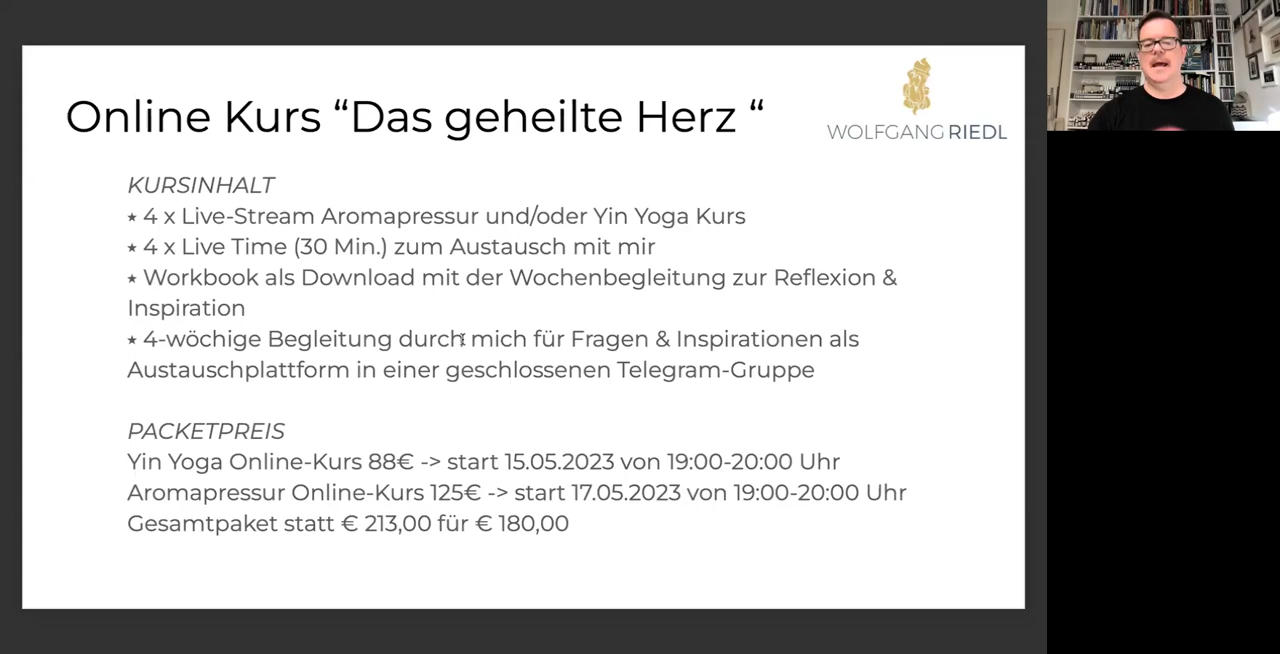 Online Kurs “Das geheilte Herz “
WOLFGANG RIEDL
KURSINHALT
⋆ 4 x Live-Stream Aromapressur und/oder Yin Yoga Kurs
⋆ 4 x Live Time (30 Min.) zum Austausch mit mir
⋆ Workbook als Download mit der Wochenbegleitung zur Reflexion &
Inspiration
⋆ 4-wöchige Begleitung durch mich für Fragen & Inspirationen als
Austauschplattform in einer geschlossenen Telegram-Gruppe
PACKETPREIS
Yin Yoga Online-Kurs 88€ -> start 15.05.2023 von 19:00-20:00 Uhr
Aromapressur Online-Kurs 125€ -> start 17.05.2023 von 19:00-20:00 Uhr
Gesamtpaket statt € 213,00 für € 180,00